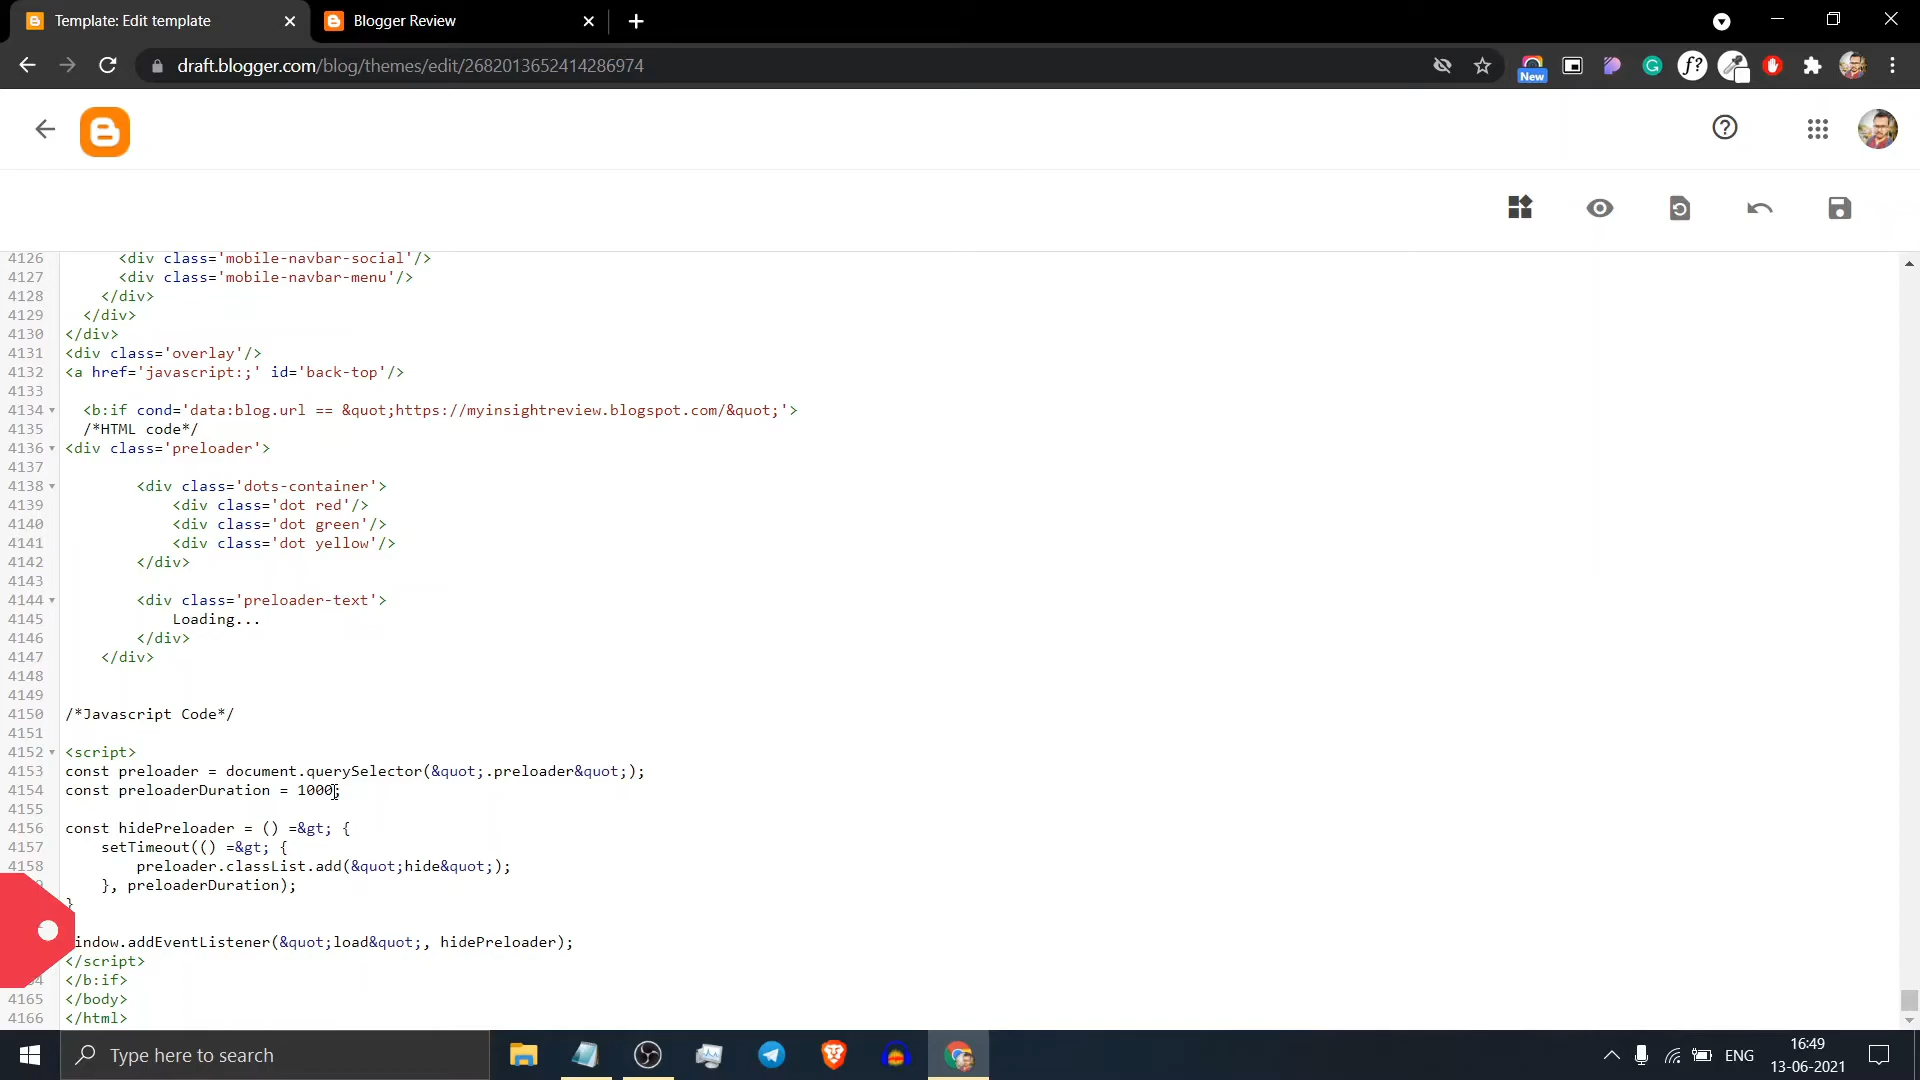 Template: Edit template
Blogger Review
draft.blogger.com/blog/themes/edit/2682013652414286974
New
f?
4126 <div class='mobile-navbar-social'/>
4127 <div class='mobile-navbar-menu'/>
4128 </div>
4129 </div>
4130 </div>
4131 <div class='overlay'/>
4132 <a href='javascript:;' id='back-top'/>
4133
4134 <b:if cond='data:blog.url == &quot;https://myinsightreview.blogspot.com/&quot;'>
4135 /*HTML code*/
4136 <div class='preloader'>
4137
4138 <div class='dots-container'>
4139 <div class='dot red'/>
4140 <div class='dot green'/>
4141 <div class='dot yellow'/>
4142 </div>
4143
4144 <div class='preloader-text'>
4145 Loading...
4146 </div>
4147 </div>
4148
4149
4150 /*Javascript Code*/
4151
4152 <script>
4153 const preloader = document.querySelector(&quot;.preloader&quot;);
4154 const preloaderDuration = 1000;
4155
4156 const hidePreloader = () =&gt; {
4157 setTimeout(() =&gt; {
4158 preloader.classList.add(&quot;hide&quot;);
}, preloaderDuration);
}
indow.addEventListener(&quot;load&quot;, hidePreloader);
</script>
</b:if>
4165 </body>
4166 </html>
Type here to search
ENG
16:49
13-06-2021